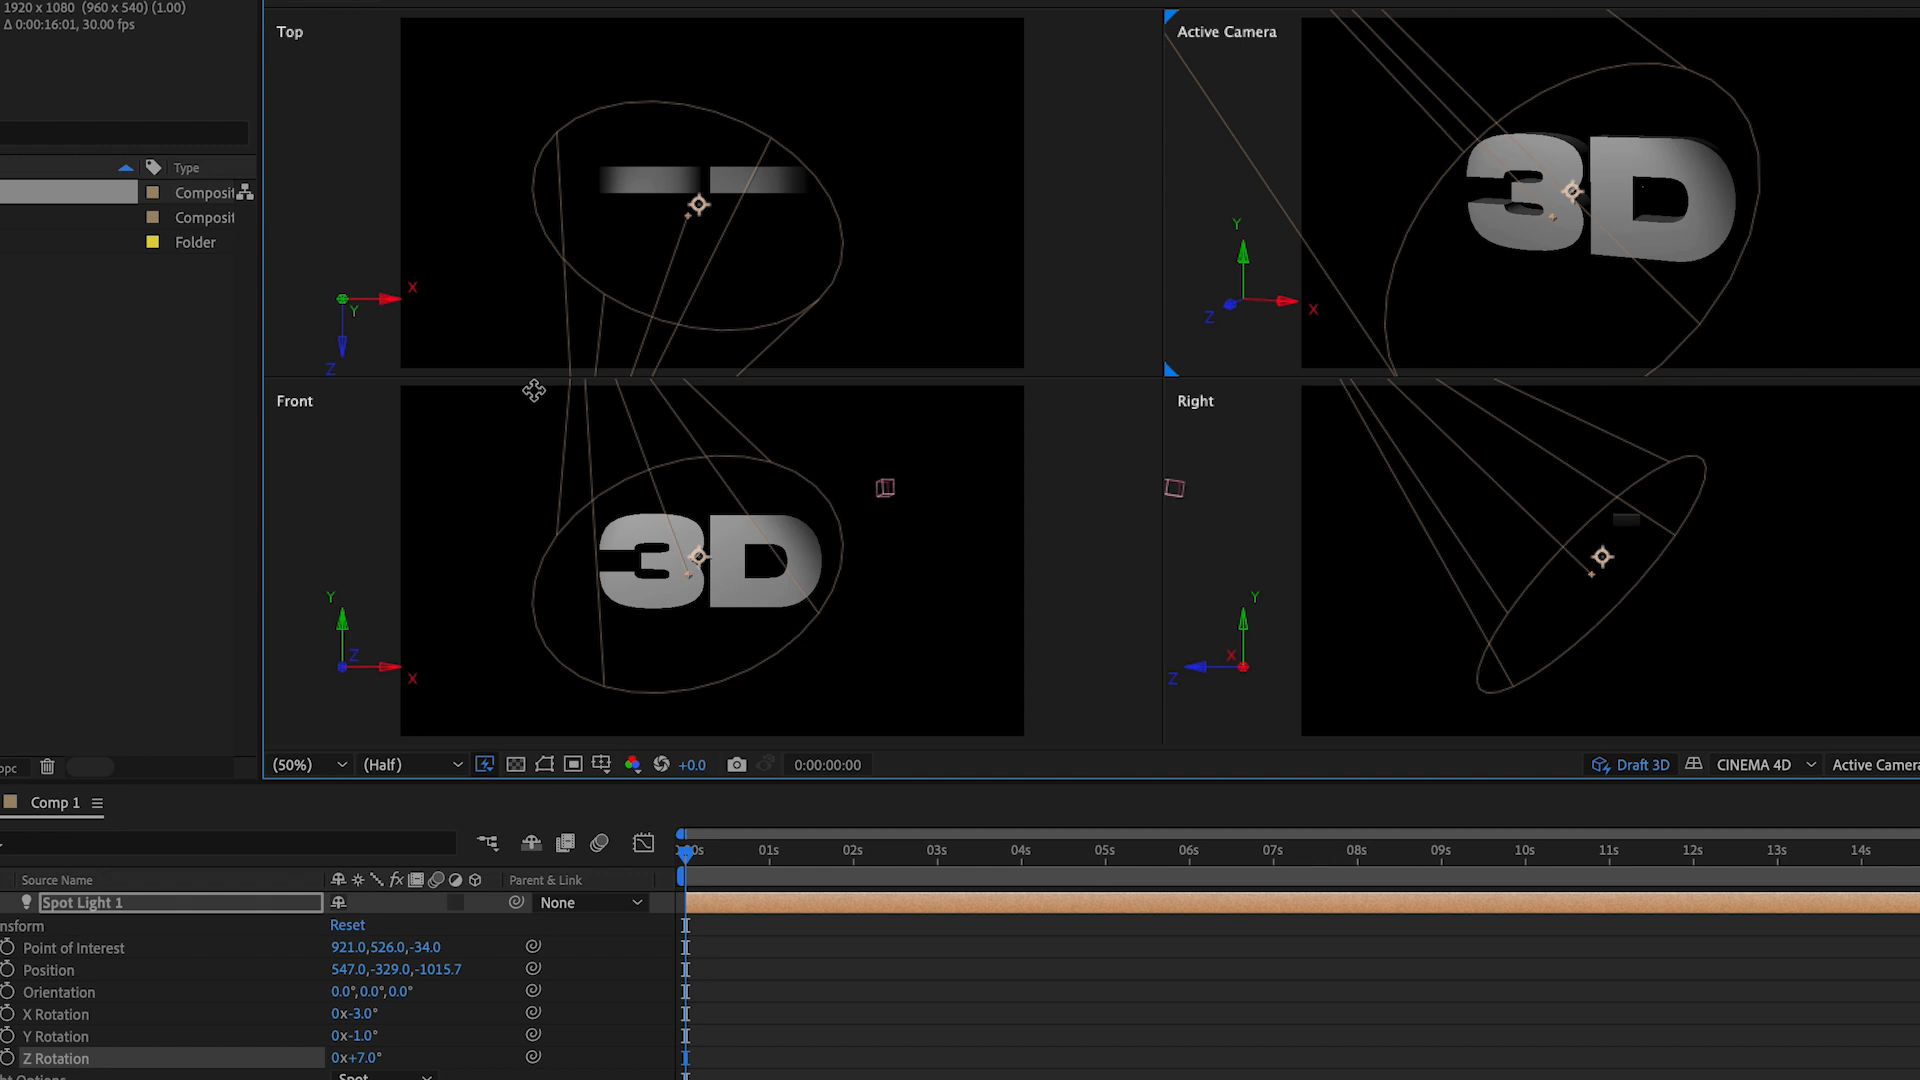 1920 x 1080 (960 x 540) (1.00)
Δ 0:00:16:01, 30.00 fps
Type
Composit
Composit
Folder
Top
X
Y
Z
Active Camera
3D
Y
Z
X
Front
3D
Y
Z
X
Right
Y
X
Z
(50%)
(Half)
+0.0
0:00:00:00
Draft 3D
CINEMA 4D
Active Camera
Comp 1
01s
02s
03s
04s
05s
06s
07s
08s
09s
10s
11s
12s
13s
14s
Source Name
fx
Parent & Link
Spot Light 1
None
nsform
Reset
Point of Interest
921.0,526.0,-34.0
Position
547.0,-329.0,-1015.7
Orientation
0.0°,0.0°,0.0°
X Rotation
0x-3.0°
Y Rotation
0x-1.0°
Z Rotation
0x+7.0°